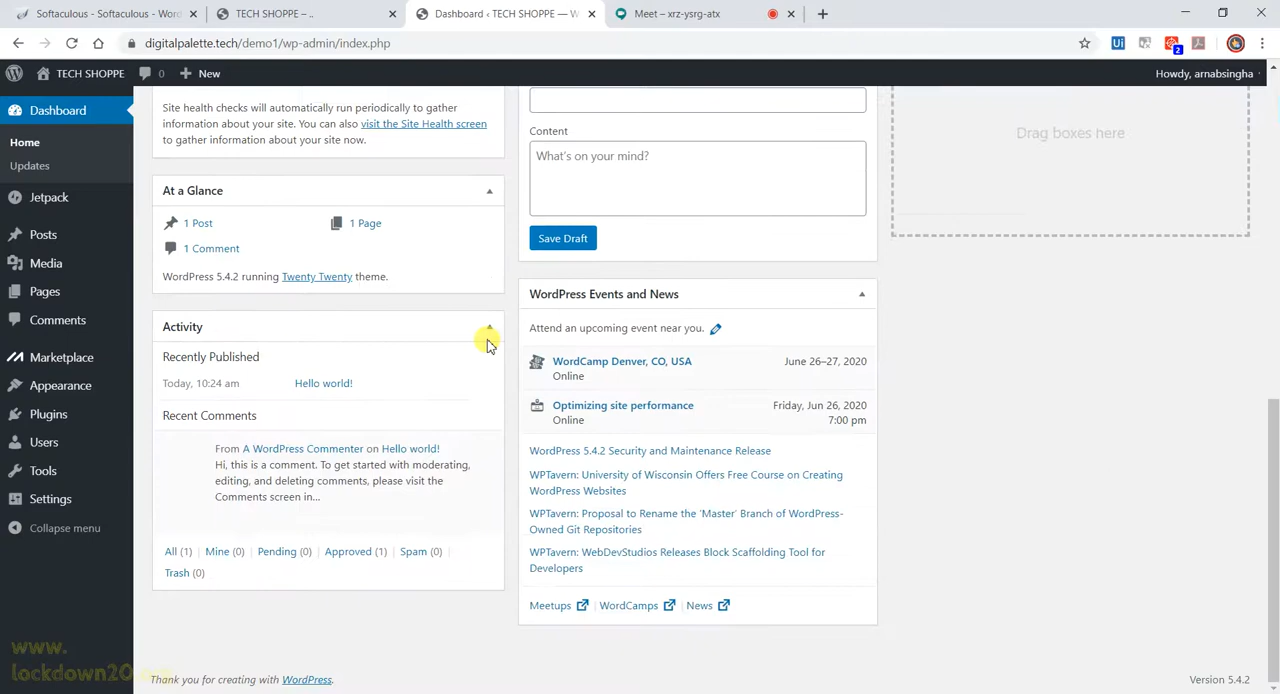 Softaculous - Softaculous - Word
TECH SHOPPE – ..
Dashboard ‹ TECH SHOPPE — W
Meet – xrz-ysrg-atx
digitalpalette.tech/demo1/wp-admin/index.php
2
TECH SHOPPE
0
New
Howdy, arnabsingha
Dashboard
Home
Updates
Jetpack
Posts
Media
Pages
Comments
Marketplace
Appearance
Plugins
Users
Tools
Settings
Collapse menu
Site health checks will automatically run periodically to gather
information about your site. You can also visit the Site Health screen
to gather information about your site now.
At a Glance
1 Post
1 Page
1 Comment
WordPress 5.4.2 running Twenty Twenty theme.
Activity
Recently Published
Today, 10:24 am
Hello world!
Recent Comments
From A WordPress Commenter on Hello world!
Hi, this is a comment. To get started with moderating,
editing, and deleting comments, please visit the
Comments screen in...
All (1) | Mine (0) | Pending (0) | Approved (1) | Spam (0) |
Trash (0)
Content
What's on your mind?
Save Draft
WordPress Events and News
Attend an upcoming event near you.
WordCamp Denver, CO, USA
June 26–27, 2020
Online
Optimizing site performance
Friday, Jun 26, 2020
Online
7:00 pm
WordPress 5.4.2 Security and Maintenance Release
WPTavern: University of Wisconsin Offers Free Course on Creating
WordPress Websites
WPTavern: Proposal to Rename the 'Master' Branch of WordPress-
Owned Git Repositories
WPTavern: WebDevStudios Releases Block Scaffolding Tool for
Developers
Meetups | WordCamps | News
Drag boxes here
www.
Thank you for creating with WordPress.
Version 5.4.2